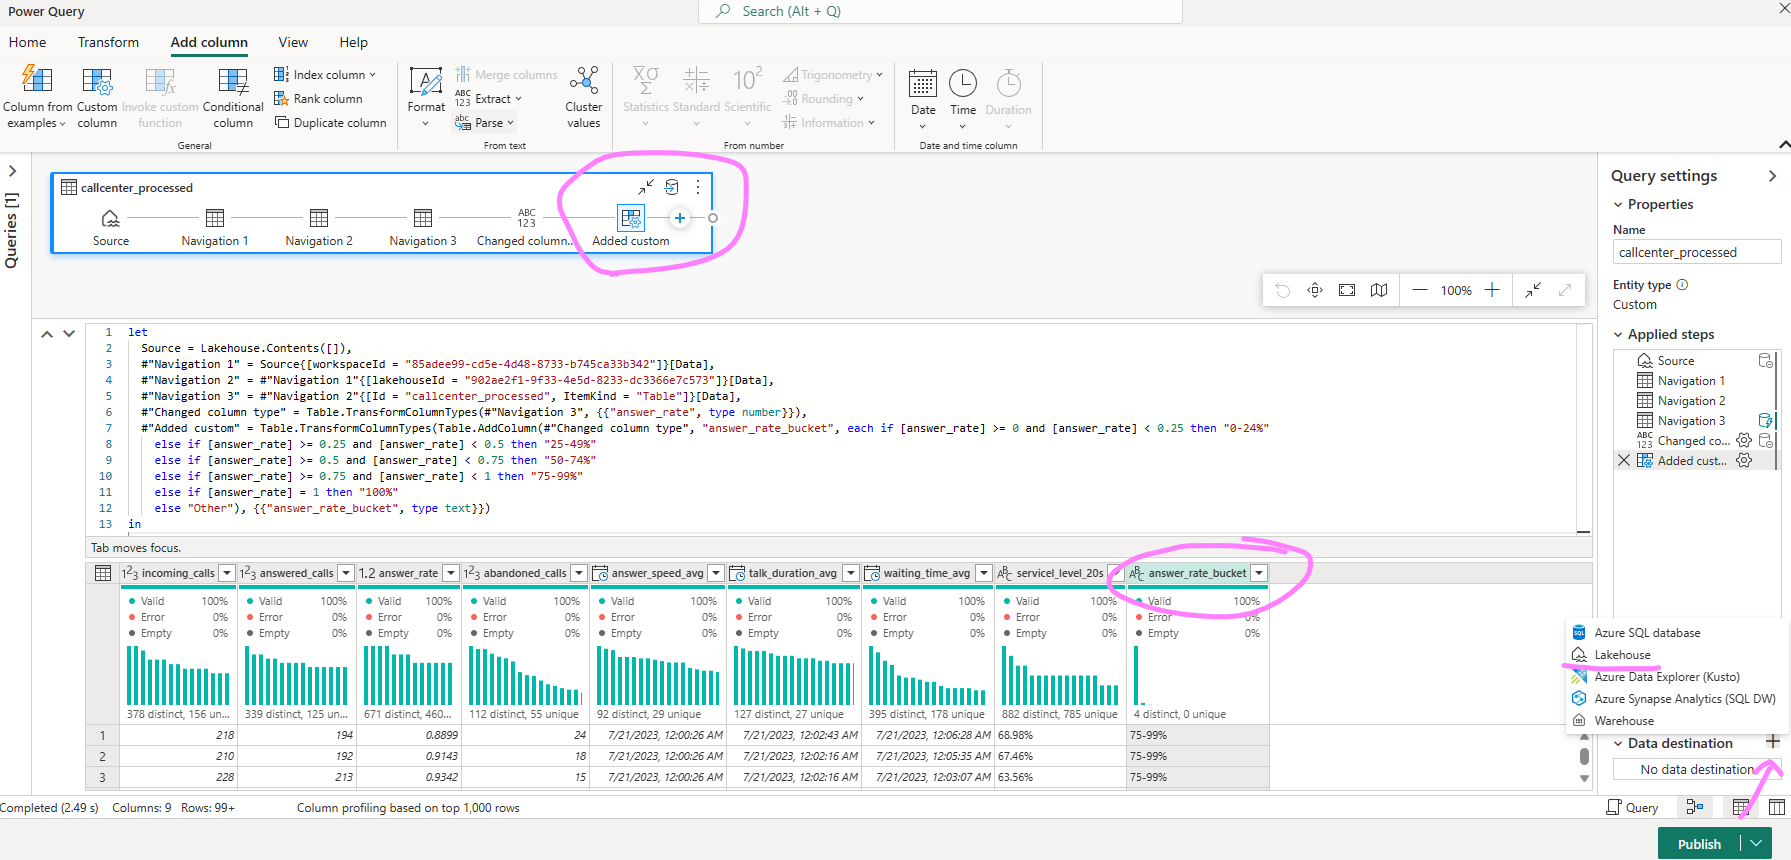 Power Query
Search (Alt + Q)
Home Transform Add column View Help
Column from examples
Custom column
Invoke custom function
Conditional column
Index column
Rank column
Duplicate column
General
Format
Merge columns
ABC 123 Extract
abc Parse
Cluster values
From text
Statistics
Standard
Scientific
Trigonometry
Rounding
Information
From number
Date
Time
Duration
Date and time column
Queries [1]
callcenter_processed
ABC 123
Source Navigation 1 Navigation 2 Navigation 3 Changed column... Added custom
100%
1 let
2 Source = Lakehouse.Contents([]),
3 #"Navigation 1" = Source{[workspaceId = "85adee99-cd5e-4d48-8733-b745ca33b342"]}[Data],
4 #"Navigation 2" = #"Navigation 1"{[lakehouseId = "902ae2f1-9f33-4e5d-8233-dc3366e7c573"]}[Data],
5 #"Navigation 3" = #"Navigation 2"{[Id = "callcenter_processed", ItemKind = "Table"]}[Data],
6 #"Changed column type" = Table.TransformColumnTypes(#"Navigation 3", {{"answer_rate", type number}}),
7 #"Added custom" = Table.TransformColumnTypes(Table.AddColumn(#"Changed column type", "answer_rate_bucket", each if [answer_rate] >= 0 and [answer_rate] < 0.25 then "0-24%"
8 else if [answer_rate] >= 0.25 and [answer_rate] < 0.5 then "25-49%"
9 else if [answer_rate] >= 0.5 and [answer_rate] < 0.75 then "50-74%"
10 else if [answer_rate] >= 0.75 and [answer_rate] < 1 then "75-99%"
11 else if [answer_rate] = 1 then "100%"
12 else "Other"), {{"answer_rate_bucket", type text}})
13 in
Tab moves focus.
123 incoming_calls 123 answered_calls 1.2 answer_rate 123 abandoned_calls answer_speed_avg talk_duration_avg waiting_time_avg ABC servicel_level_20s ABC answer_rate_bucket
Valid 100% Valid 100% Valid 100% Valid 100% Valid 100% Valid 100% Valid 100% Valid 100% Valid 100%
Error 0% Error 0% Error 0% Error 0% Error 0% Error 0% Error 0% Error 0% Error 0%
Empty 0% Empty 0% Empty 0% Empty 0% Empty 0% Empty 0% Empty 0% Empty 0% Empty 0%
378 distinct, 156 un... 339 distinct, 125 un... 671 distinct, 460... 112 distinct, 55 unique 92 distinct, 29 unique 127 distinct, 27 unique 395 distinct, 178 unique 882 distinct, 785 unique 4 distinct, 0 unique
1 218 194 0.8899 24 7/21/2023, 12:00:26 AM 7/21/2023, 12:02:43 AM 7/21/2023, 12:06:28 AM 68.98% 75-99%
2 210 192 0.9143 18 7/21/2023, 12:00:26 AM 7/21/2023, 12:02:16 AM 7/21/2023, 12:05:35 AM 67.46% 75-99%
3 228 213 0.9342 15 7/21/2023, 12:00:26 AM 7/21/2023, 12:02:16 AM 7/21/2023, 12:03:07 AM 63.56% 75-99%
Query settings
Properties
Name
callcenter_processed
Entity type
Custom
Applied steps
Source
Navigation 1
Navigation 2
Navigation 3
ABC 123 Changed co...
Added cust...
SQL Azure SQL database
Lakehouse
Azure Data Explorer (Kusto)
Azure Synapse Analytics (SQL DW)
Warehouse
Data destination
No data destination
Completed (2.49 s) Columns: 9 Rows: 99+ Column profiling based on top 1,000 rows
Query
Publish